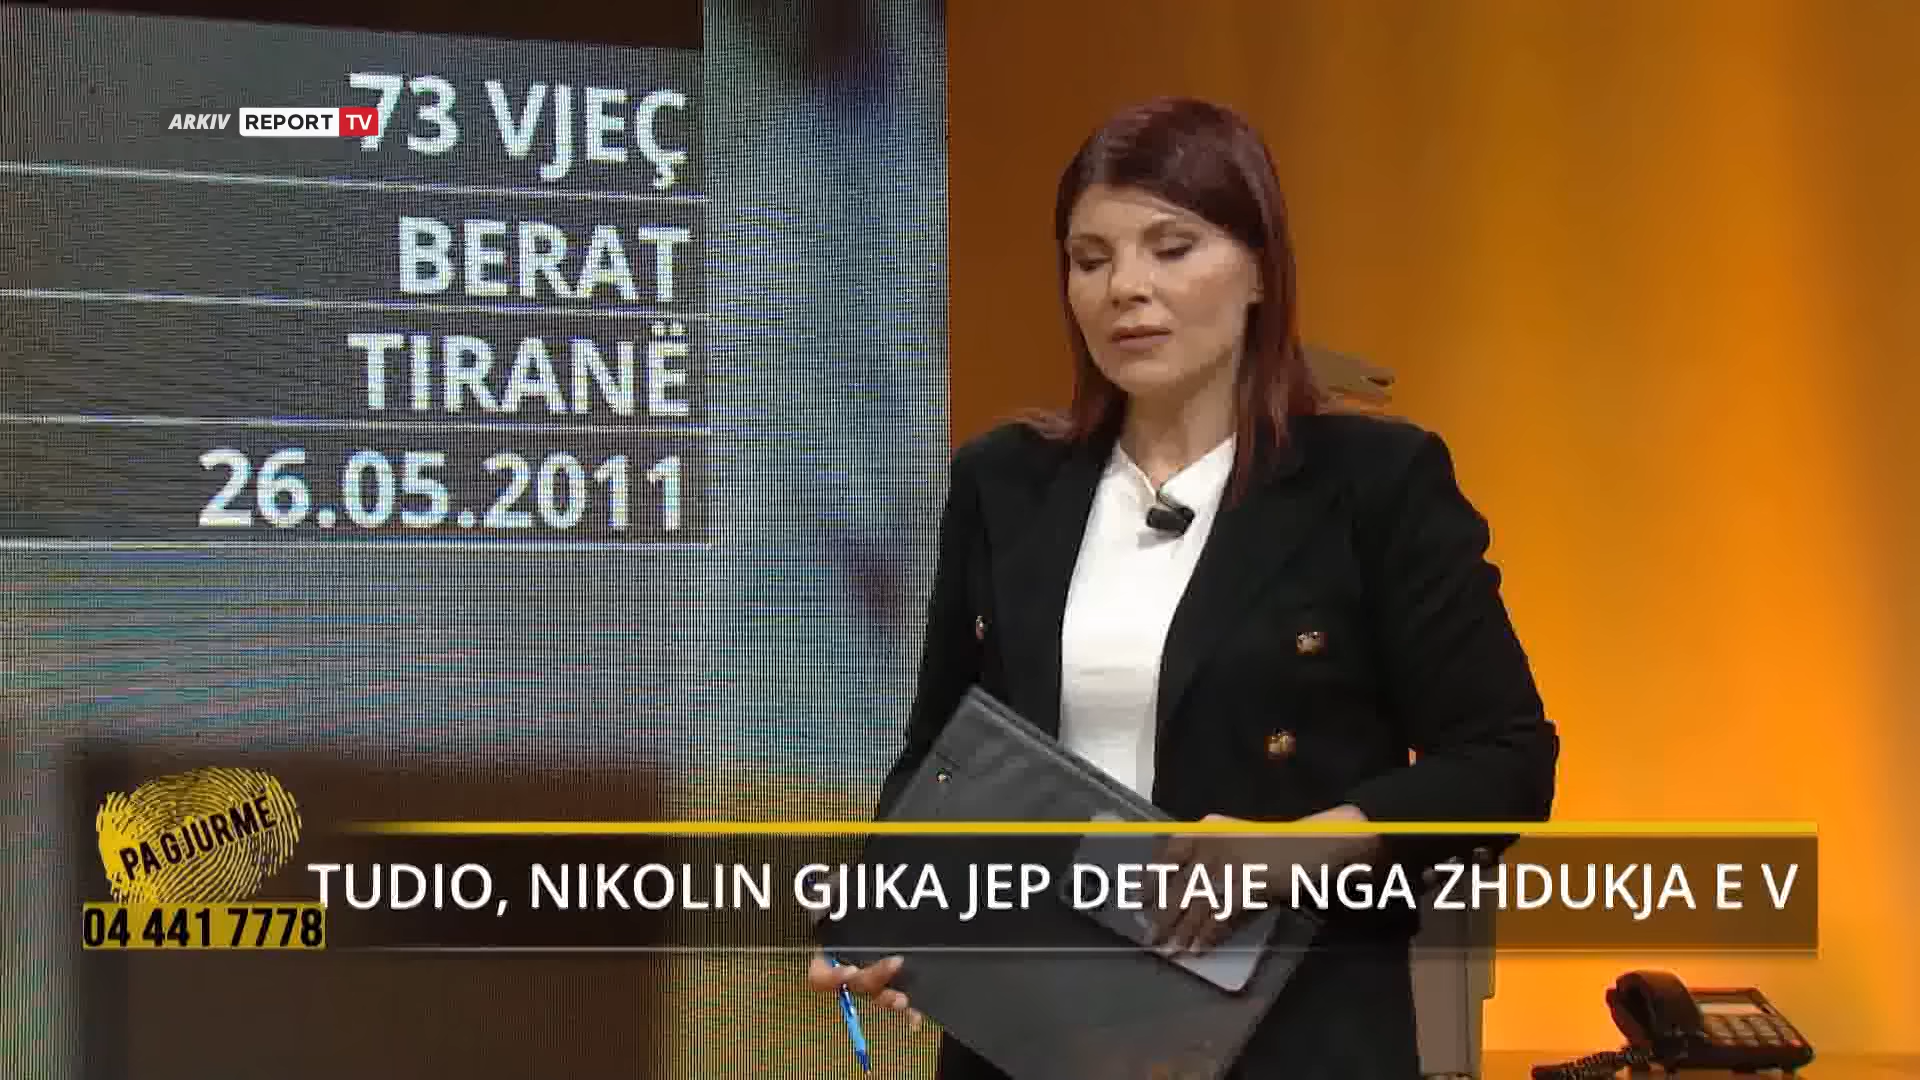 ARKIV REPORT TV
73 VJEÇ
BERAT
TIRANË
26.05.2011
PA GJURMË
04 441 7778
TUDIO, NIKOLIN GJIKA JEP DETAJE NGA ZHDUKJA E V